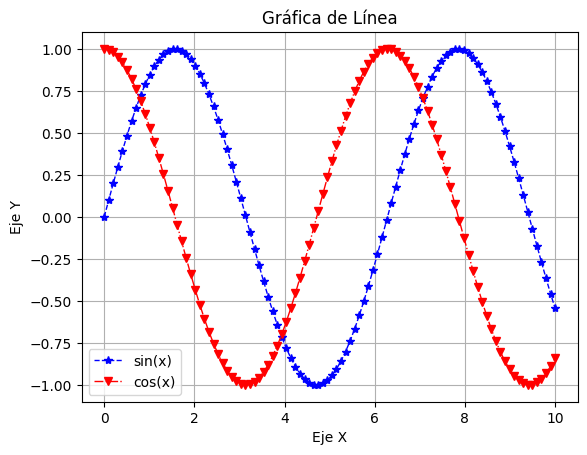 Gráfica de Línea
1.00
0.75
0.50
0.25
0.00
−0.25
−0.50
−0.75
−1.00
Eje Y
sin(x)
cos(x)
0 2 4 6 8 10
Eje X